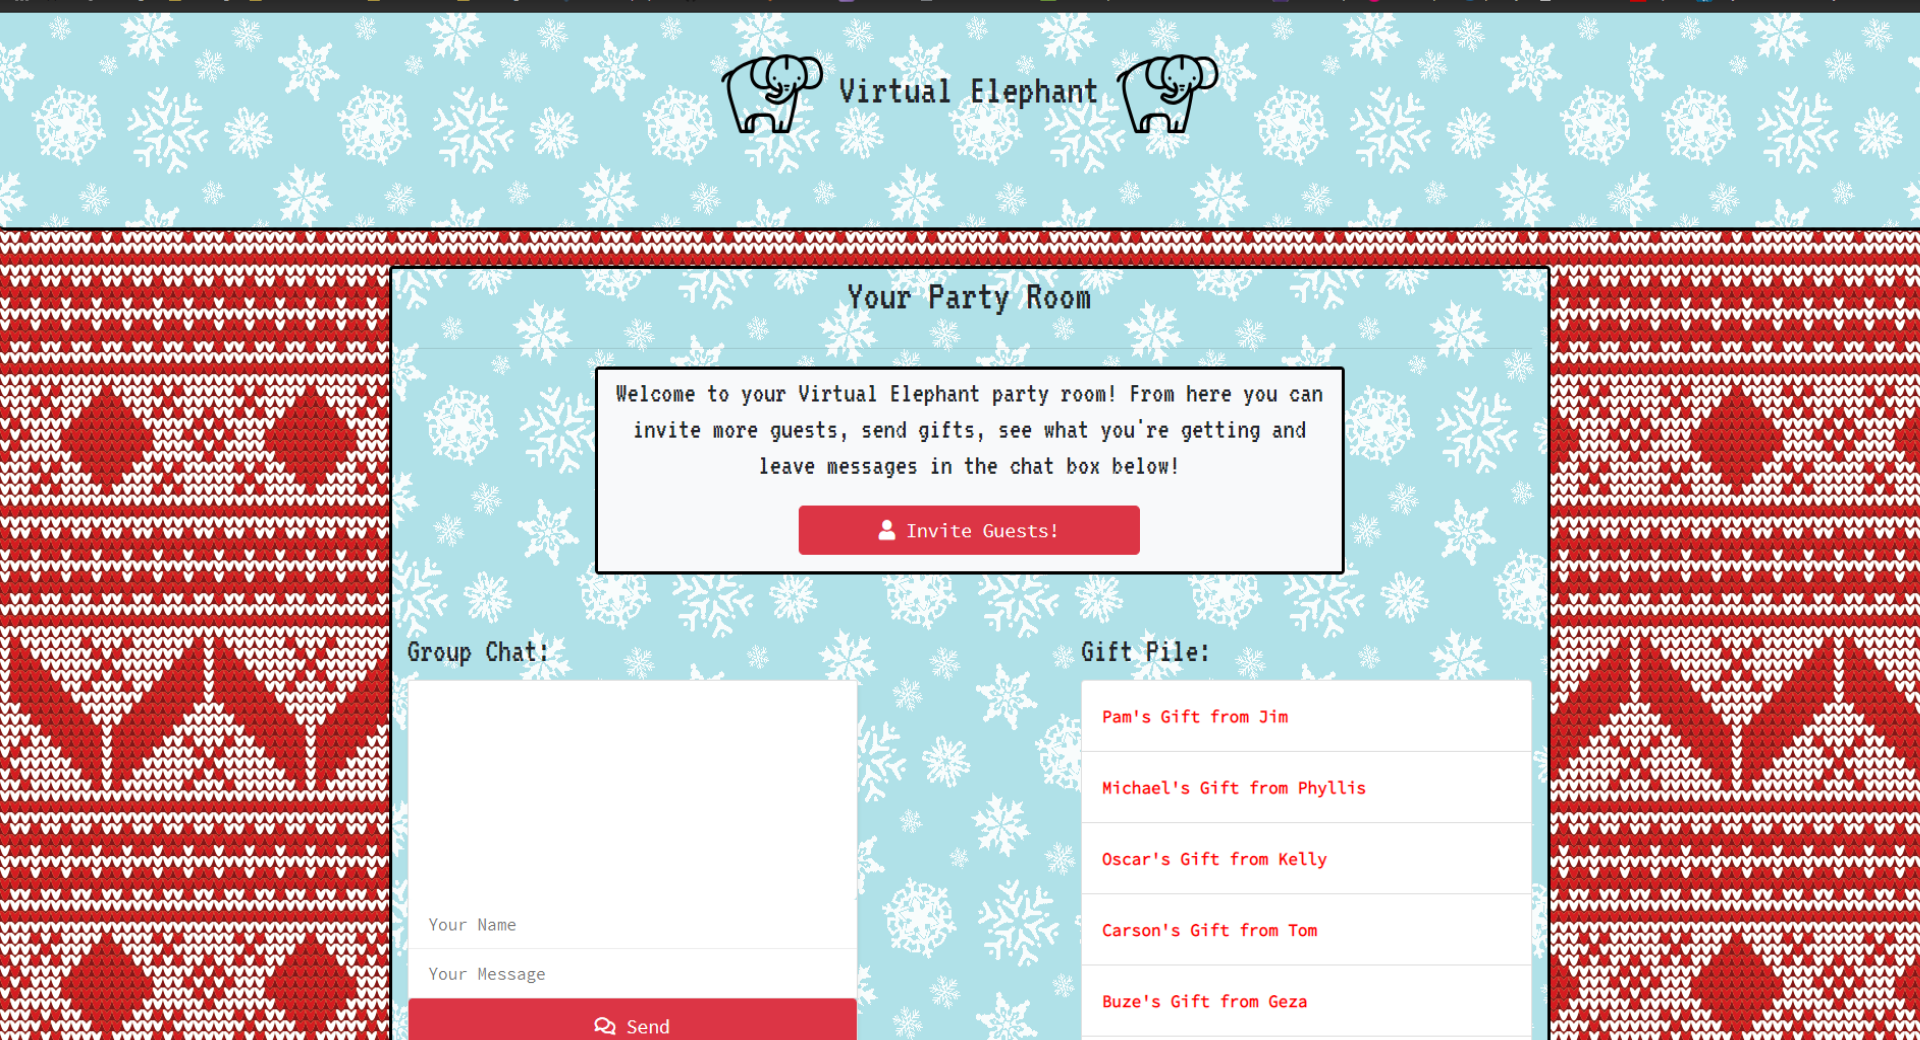 Virtual Elephant
Your Party Room
Welcome to your Virtual Elephant party room! From here you can
invite more guests, send gifts, see what you're getting and
leave messages in the chat box below!
Invite Guests!
Group Chat:
Gift Pile:
Pam's Gift from Jim
Michael's Gift from Phyllis
Oscar's Gift from Kelly
Carson's Gift from Tom
Your Name
Your Message
Buze's Gift from Geza
Send